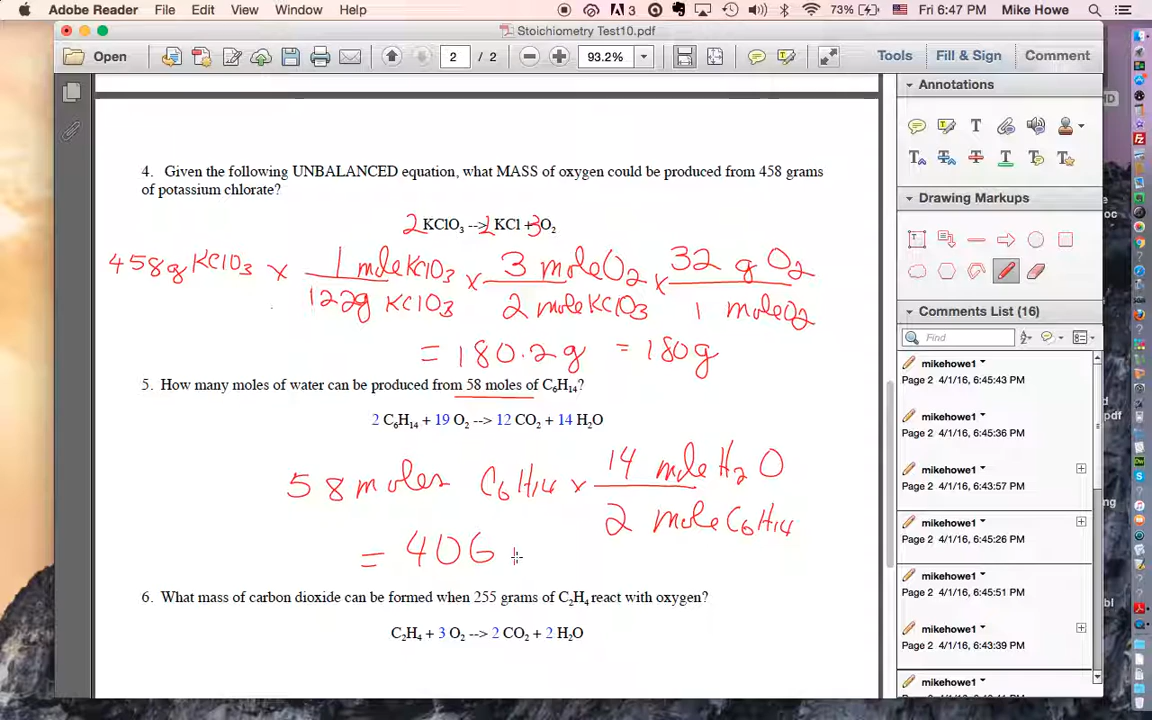 Adobe Reader File Edit View Window Help 3 73% Fri 6:47 PM Mike Howe
Stoichiometry Test10.pdf
Open 2 / 2 93.2% Tools Fill & Sign Comment
Annotations
T
T T T T T T
Drawing Markups
T
Comments List (16)
Find
mikehowe1
Page 2 4/1/16, 6:45:43 PM
mikehowe1
Page 2 4/1/16, 6:45:36 PM
mikehowe1
Page 2 4/1/16, 6:43:57 PM
mikehowe1
Page 2 4/1/16, 6:45:26 PM
mikehowe1
Page 2 4/1/16, 6:45:51 PM
mikehowe1
Page 2 4/1/16, 6:43:39 PM
mikehowe1
4. Given the following UNBALANCED equation, what MASS of oxygen could be produced from 458 grams
of potassium chlorate?
2 KClO₃ --> 2 KCl + 3 O₂
458g KClO₃ x 1 mole KClO₃ x 3 mole O₂ x 32 g O₂
122g KClO₃ 2 mole KClO₃ 1 mole O₂
= 180.2 g = 180 g
5. How many moles of water can be produced from 58 moles of C₆H₁₄?
2 C₆H₁₄ + 19 O₂ --> 12 CO₂ + 14 H₂O
58 moles C₆H₁₄ x 14 mole H₂O
2 mole C₆H₁₄
= 406
6. What mass of carbon dioxide can be formed when 255 grams of C₂H₄ react with oxygen?
C₂H₄ + 3 O₂ --> 2 CO₂ + 2 H₂O